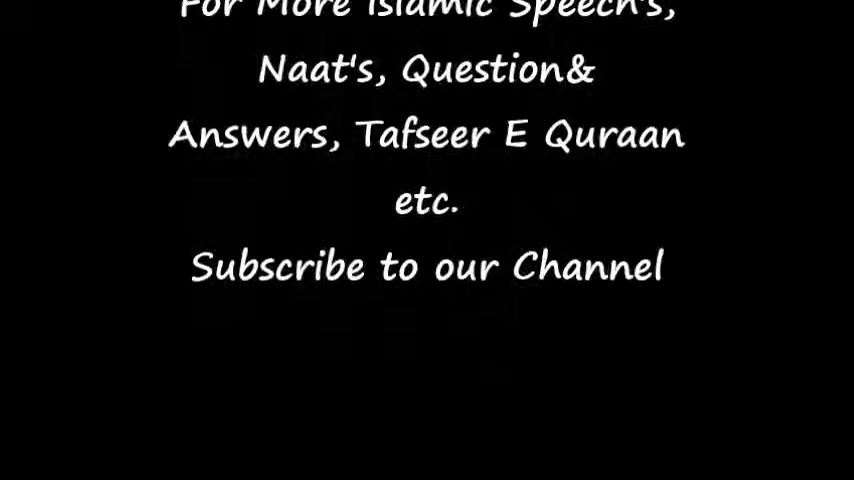 For More Islamic Speech's,
Naat's, Question&
Answers, Tafseer E Quraan
etc.
Subscribe to our Channel